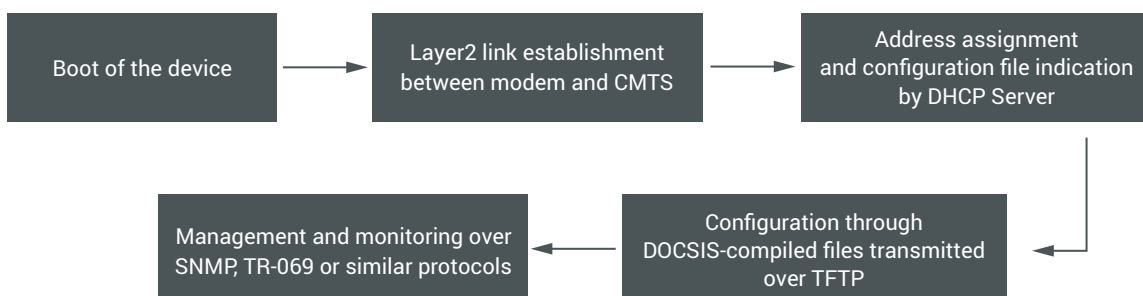 Boot of the device
Layer2 link establishment
between modem and CMTS
Address assignment
and configuration file indication
by DHCP Server
Configuration through
DOCSIS-compiled files transmitted
over TFTP
Management and monitoring over
SNMP, TR-069 or similar protocols